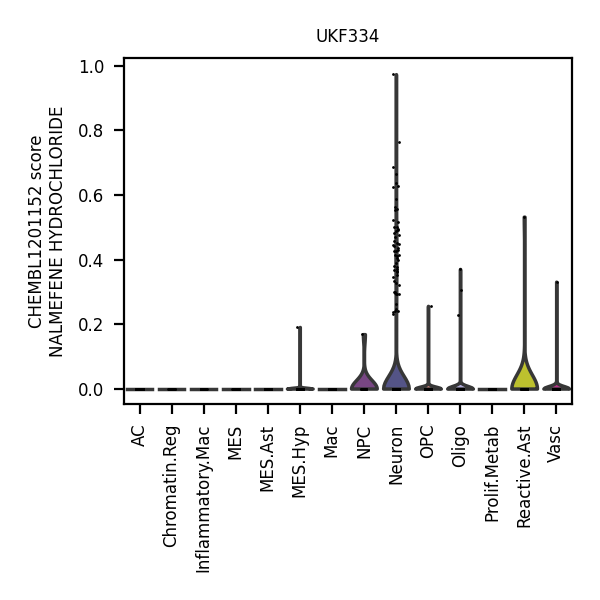 UKF334
CHEMBL1201152 score
NALMEFENE HYDROCHLORIDE
1.0
0.8
0.6
0.4
0.2
0.0
AC
Chromatin.Reg
Inflammatory.Mac
MES
MES.Ast
MES.Hyp
Mac
NPC
Neuron
OPC
Oligo
Prolif.Metab
Reactive.Ast
Vasc